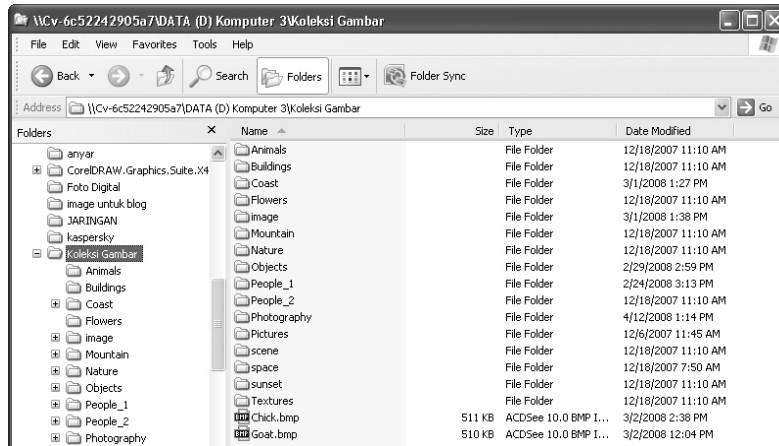 \\Cv-6c52242905a7\DATA (D) Komputer 3\Koleksi Gambar
File Edit View Favorites Tools Help
Back Search Folders Folder Sync
Address \\Cv-6c52242905a7\DATA (D) Komputer 3\Koleksi Gambar Go
Folders X
anyar
CorelDRAW.Graphics.Suite.X4
Foto Digital
image untuk blog
JARINGAN
kaspersky
Koleksi Gambar
Animals
Buildings
Coast
Flowers
image
Mountain
Nature
Objects
People_1
People_2
Photography
Name Size Type Date Modified
Animals File Folder 12/18/2007 11:10 AM
Buildings File Folder 12/18/2007 11:10 AM
Coast File Folder 3/1/2008 1:27 PM
Flowers File Folder 12/18/2007 11:10 AM
image File Folder 3/1/2008 1:38 PM
Mountain File Folder 12/18/2007 11:10 AM
Nature File Folder 12/18/2007 11:10 AM
Objects File Folder 2/29/2008 2:59 PM
People_1 File Folder 2/24/2008 3:13 PM
People_2 File Folder 12/18/2007 11:10 AM
Photography File Folder 4/12/2008 1:14 PM
Pictures File Folder 12/6/2007 11:45 AM
scene File Folder 12/18/2007 11:10 AM
space File Folder 12/18/2007 7:50 AM
sunset File Folder 12/18/2007 11:10 AM
Textures File Folder 12/18/2007 11:10 AM
Chick.bmp 511 KB ACDSee 10.0 BMP I... 3/2/2008 2:38 PM
Goat.bmp 510 KB ACDSee 10.0 BMP I... 3/2/2008 12:04 PM